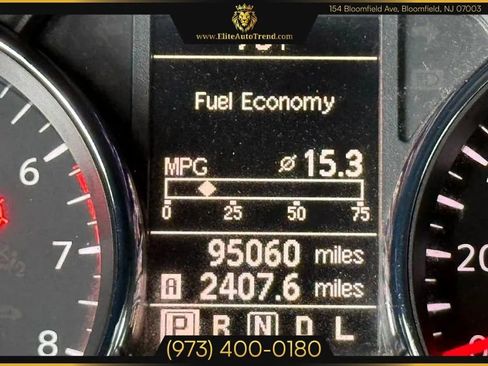 www.EliteAutoTrend.com
154 Bloomfield Ave, Bloomfield, NJ 07003
Fuel Economy
MPG ⌀ 15.3
0 25 50 75
95060 miles
A 2407.6 miles
P R N D L
6
7
8
20
(973) 400-0180